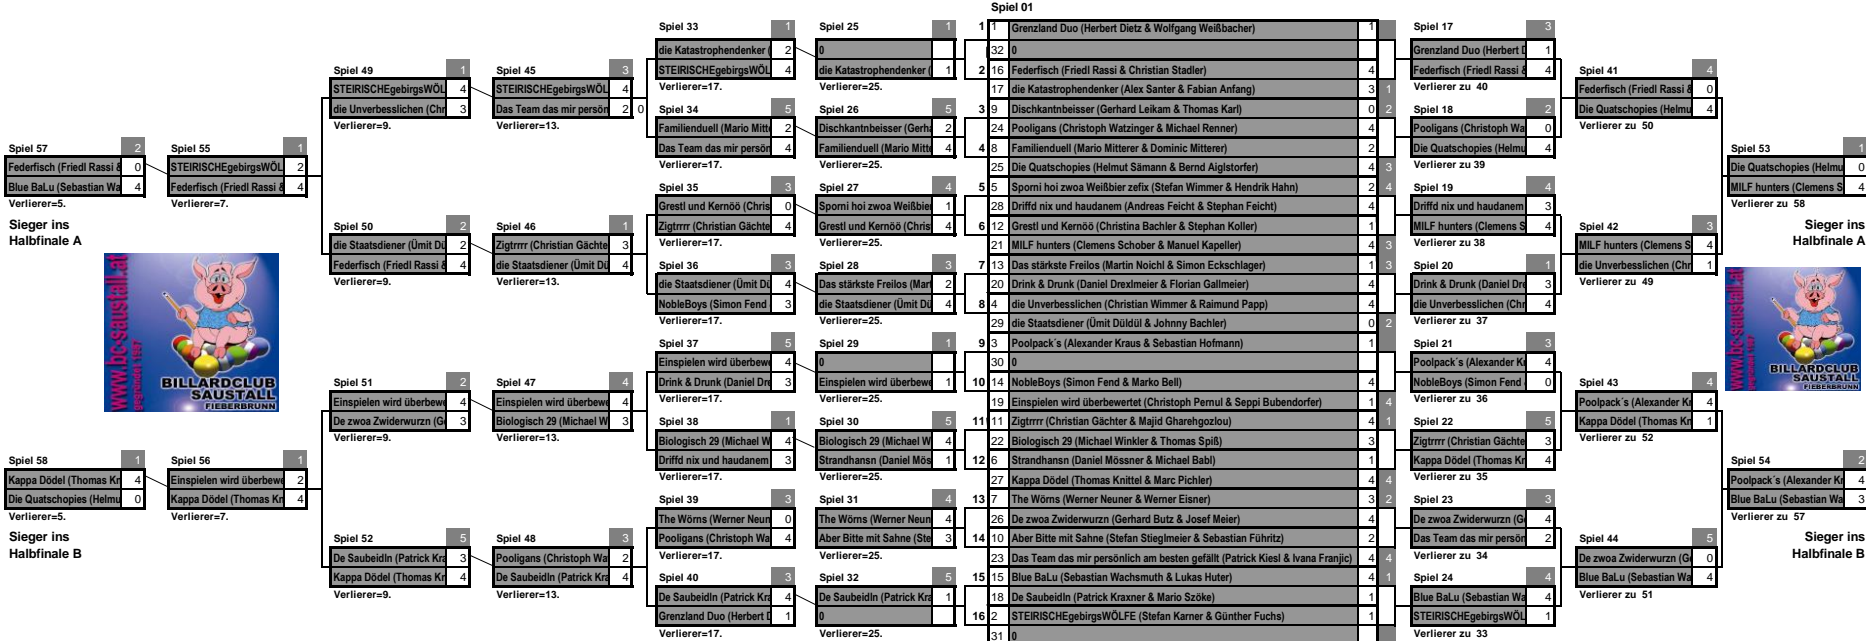 Spiel 57 2
Federfisch (Friedl Rassi & 0
Blue BaLu (Sebastian Wa 4
Verlierer=5.
Sieger ins
Halbfinale A
www.bc-saustall.at
gegründet 1987
BILLARDCLUB
SAUSTALL
FIEBERBRUNN
Spiel 58 1
Kappa Dödel (Thomas Kn 4
Die Quatschopies (Helmu 0
Verlierer=5.
Sieger ins
Halbfinale B
Spiel 55 1
STEIRISCHEgebirgsWÖL 2
Federfisch (Friedl Rassi & 4
Verlierer=7.
Spiel 56 1
Einspielen wird überbewe 2
Kappa Dödel (Thomas Kn 4
Verlierer=7.
Spiel 49 1
STEIRISCHEgebirgsWÖL 4
die Unverbesslichen (Chr 3
Verlierer=9.
Spiel 50 2
die Staatsdiener (Ümit Dü 2
Federfisch (Friedl Rassi & 4
Verlierer=9.
Spiel 51 2
Einspielen wird überbewe 4
De zwoa Zwiderwurzn (Ge 3
Verlierer=9.
Spiel 52 5
De Saubeidln (Patrick Kra 3
Kappa Dödel (Thomas Kn 4
Verlierer=9.
Spiel 45 3
STEIRISCHEgebirgsWÖL 4
Das Team das mir persön 2 0
Verlierer=13.
Spiel 46 1
Zigtrrrr (Christian Gächte 3
die Staatsdiener (Ümit Dü 4
Verlierer=13.
Spiel 47 4
Einspielen wird überbewe 4
Biologisch 29 (Michael W 3
Verlierer=13.
Spiel 48 3
Pooligans (Christoph Wa 2
De Saubeidln (Patrick Kra 4
Verlierer=13.
Spiel 33 1
die Katastrophendenker ( 2
STEIRISCHEgebirgsWÖL 4
Verlierer=17.
Spiel 34 5
Familienduell (Mario Mitte 2
Das Team das mir persön 4
Verlierer=17.
Spiel 35 3
Grestl und Kernöö (Chris 0
Zigtrrrr (Christian Gächte 4
Verlierer=17.
Spiel 36 3
die Staatsdiener (Ümit Dü 4
NobleBoys (Simon Fend 3
Verlierer=17.
Spiel 37 5
Einspielen wird überbewe 4
Drink & Drunk (Daniel Dre 3
Verlierer=17.
Spiel 38 1
Biologisch 29 (Michael W 4
Driffd nix und haudanem 3
Verlierer=17.
Spiel 39 3
The Wörns (Werner Neun 0
Pooligans (Christoph Wa 4
Verlierer=17.
Spiel 40 3
De Saubeidln (Patrick Kra 4
Grenzland Duo (Herbert D 1
Verlierer=17.
Spiel 25 1
0
die Katastrophendenker ( 1
Verlierer=17.
Spiel 26 5
Dischkantnbeisser (Gerha 2
Familienduell (Mario Mitte 4
Verlierer=25.
Spiel 27 4
Sporni hoi zwoa Weißbie 1
Grestl und Kernöö (Chris 4
Verlierer=25.
Spiel 28 3
Das stärkste Freilos (Mart 2
die Staatsdiener (Ümit Dü 4
Verlierer=25.
Spiel 29 1
0
Einspielen wird überbewe 1
Verlierer=25.
Spiel 30 5
Biologisch 29 (Michael W 4
Strandhansn (Daniel Mös 1
Verlierer=25.
Spiel 31 4
The Wörns (Werner Neun 4
Aber Bitte mit Sahne (Ste 3
Verlierer=25.
Spiel 32 5
De Saubeidln (Patrick Kra 1
Verlierer=25.
Spiel 01
1 1 Grenzland Duo (Herbert Dietz & Wolfgang Weißbacher) 1
32 0
2 16 Federfisch (Friedl Rassi & Christian Stadler) 4
17 die Katastrophendenker (Alex Santer & Fabian Anfang) 3 1
3 9 Dischkantnbeisser (Gerhard Leikam & Thomas Karl) 0 2
24 Pooligans (Christoph Watzinger & Michael Renner) 4
4 8 Familienduell (Mario Mitterer & Dominic Mitterer) 2
25 Die Quatschopies (Helmut Sämann & Bernd Aiglstorfer) 4 3
5 5 Sporni hoi zwoa Weißbier zefix (Stefan Wimmer & Hendrik Hahn) 2 4
28 Driffd nix und haudanem (Andreas Feicht & Stephan Feicht) 4
6 12 Grestl und Kernöö (Christina Bachler & Stephan Koller) 1
21 MILF hunters (Clemens Schober & Manuel Kapeller) 4 3
7 13 Das stärkste Freilos (Martin Noichl & Simon Eckschlager) 1 3
20 Drink & Drunk (Daniel Drexlmeier & Florian Gallmeier) 4
8 4 die Unverbesslichen (Christian Wimmer & Raimund Papp) 4
29 die Staatsdiener (Ümit Düldül & Johnny Bachler) 0 2
9 3 Poolpack´s (Alexander Kraus & Sebastian Hofmann) 1
30 0
10 14 NobleBoys (Simon Fend & Marko Bell) 4
19 Einspielen wird überbewertet (Christoph Pernul & Seppi Bubendorfer) 1 4
11 11 Zigtrrrr (Christian Gächter & Majid Gharehgozlou) 4 1
22 Biologisch 29 (Michael Winkler & Thomas Spiß) 3
12 6 Strandhansn (Daniel Mössner & Michael Babl) 1
27 Kappa Dödel (Thomas Knittel & Marc Pichler) 4 4
13 7 The Wörns (Werner Neuner & Werner Eisner) 3 2
26 De zwoa Zwiderwurzn (Gerhard Butz & Josef Meier) 4
14 10 Aber Bitte mit Sahne (Stefan Stieglmeier & Sebastian Führitz) 2
23 Das Team das mir persönlich am besten gefällt (Patrick Kiesl & Ivana Franjic) 4 4
15 15 Blue BaLu (Sebastian Wachsmuth & Lukas Huter) 4 1
18 De Saubeidln (Patrick Kraxner & Mario Szöke) 1
16 2 STEIRISCHEgebirgsWÖLFE (Stefan Karner & Günther Fuchs) 1
31 0
Spiel 17 3
Grenzland Duo (Herbert D 1
Federfisch (Friedl Rassi & 4
Verlierer zu 40
Spiel 18 2
Pooligans (Christoph Wa 0
Die Quatschopies (Helmu 4
Verlierer zu 39
Spiel 19 4
Driffd nix und haudanem 3
MILF hunters (Clemens S 4
Verlierer zu 38
Spiel 20 1
Drink & Drunk (Daniel Dre 3
die Unverbesslichen (Chr 4
Verlierer zu 37
Spiel 21 3
Poolpack´s (Alexander Kr 4
NobleBoys (Simon Fend 0
Verlierer zu 36
Spiel 22 5
Zigtrrrr (Christian Gächte 3
Kappa Dödel (Thomas Kn 4
Verlierer zu 35
Spiel 23 3
De zwoa Zwiderwurzn (Ge 4
Das Team das mir persön 2
Verlierer zu 34
Spiel 24 4
Blue BaLu (Sebastian Wa 4
STEIRISCHEgebirgsWÖL 1
Verlierer zu 33
Spiel 41 4
Federfisch (Friedl Rassi & 0
Die Quatschopies (Helmu 4
Verlierer zu 50
Spiel 42 3
MILF hunters (Clemens S 4
die Unverbesslichen (Chr 1
Verlierer zu 49
Spiel 43 4
Poolpack´s (Alexander Kr 4
Kappa Dödel (Thomas Kn 1
Verlierer zu 52
Spiel 44 5
De zwoa Zwiderwurzn (Ge 0
Blue BaLu (Sebastian Wa 4
Verlierer zu 51
Spiel 53 1
Die Quatschopies (Helmu 0
MILF hunters (Clemens S 4
Verlierer zu 58
Sieger ins
Halbfinale A
www.bc-saustall.at
gegründet 1987
BILLARDCLUB
SAUSTALL
FIEBERBRUNN
Spiel 54 2
Poolpack´s (Alexander Kr 4
Blue BaLu (Sebastian Wa 3
Verlierer zu 57
Sieger ins
Halbfinale B